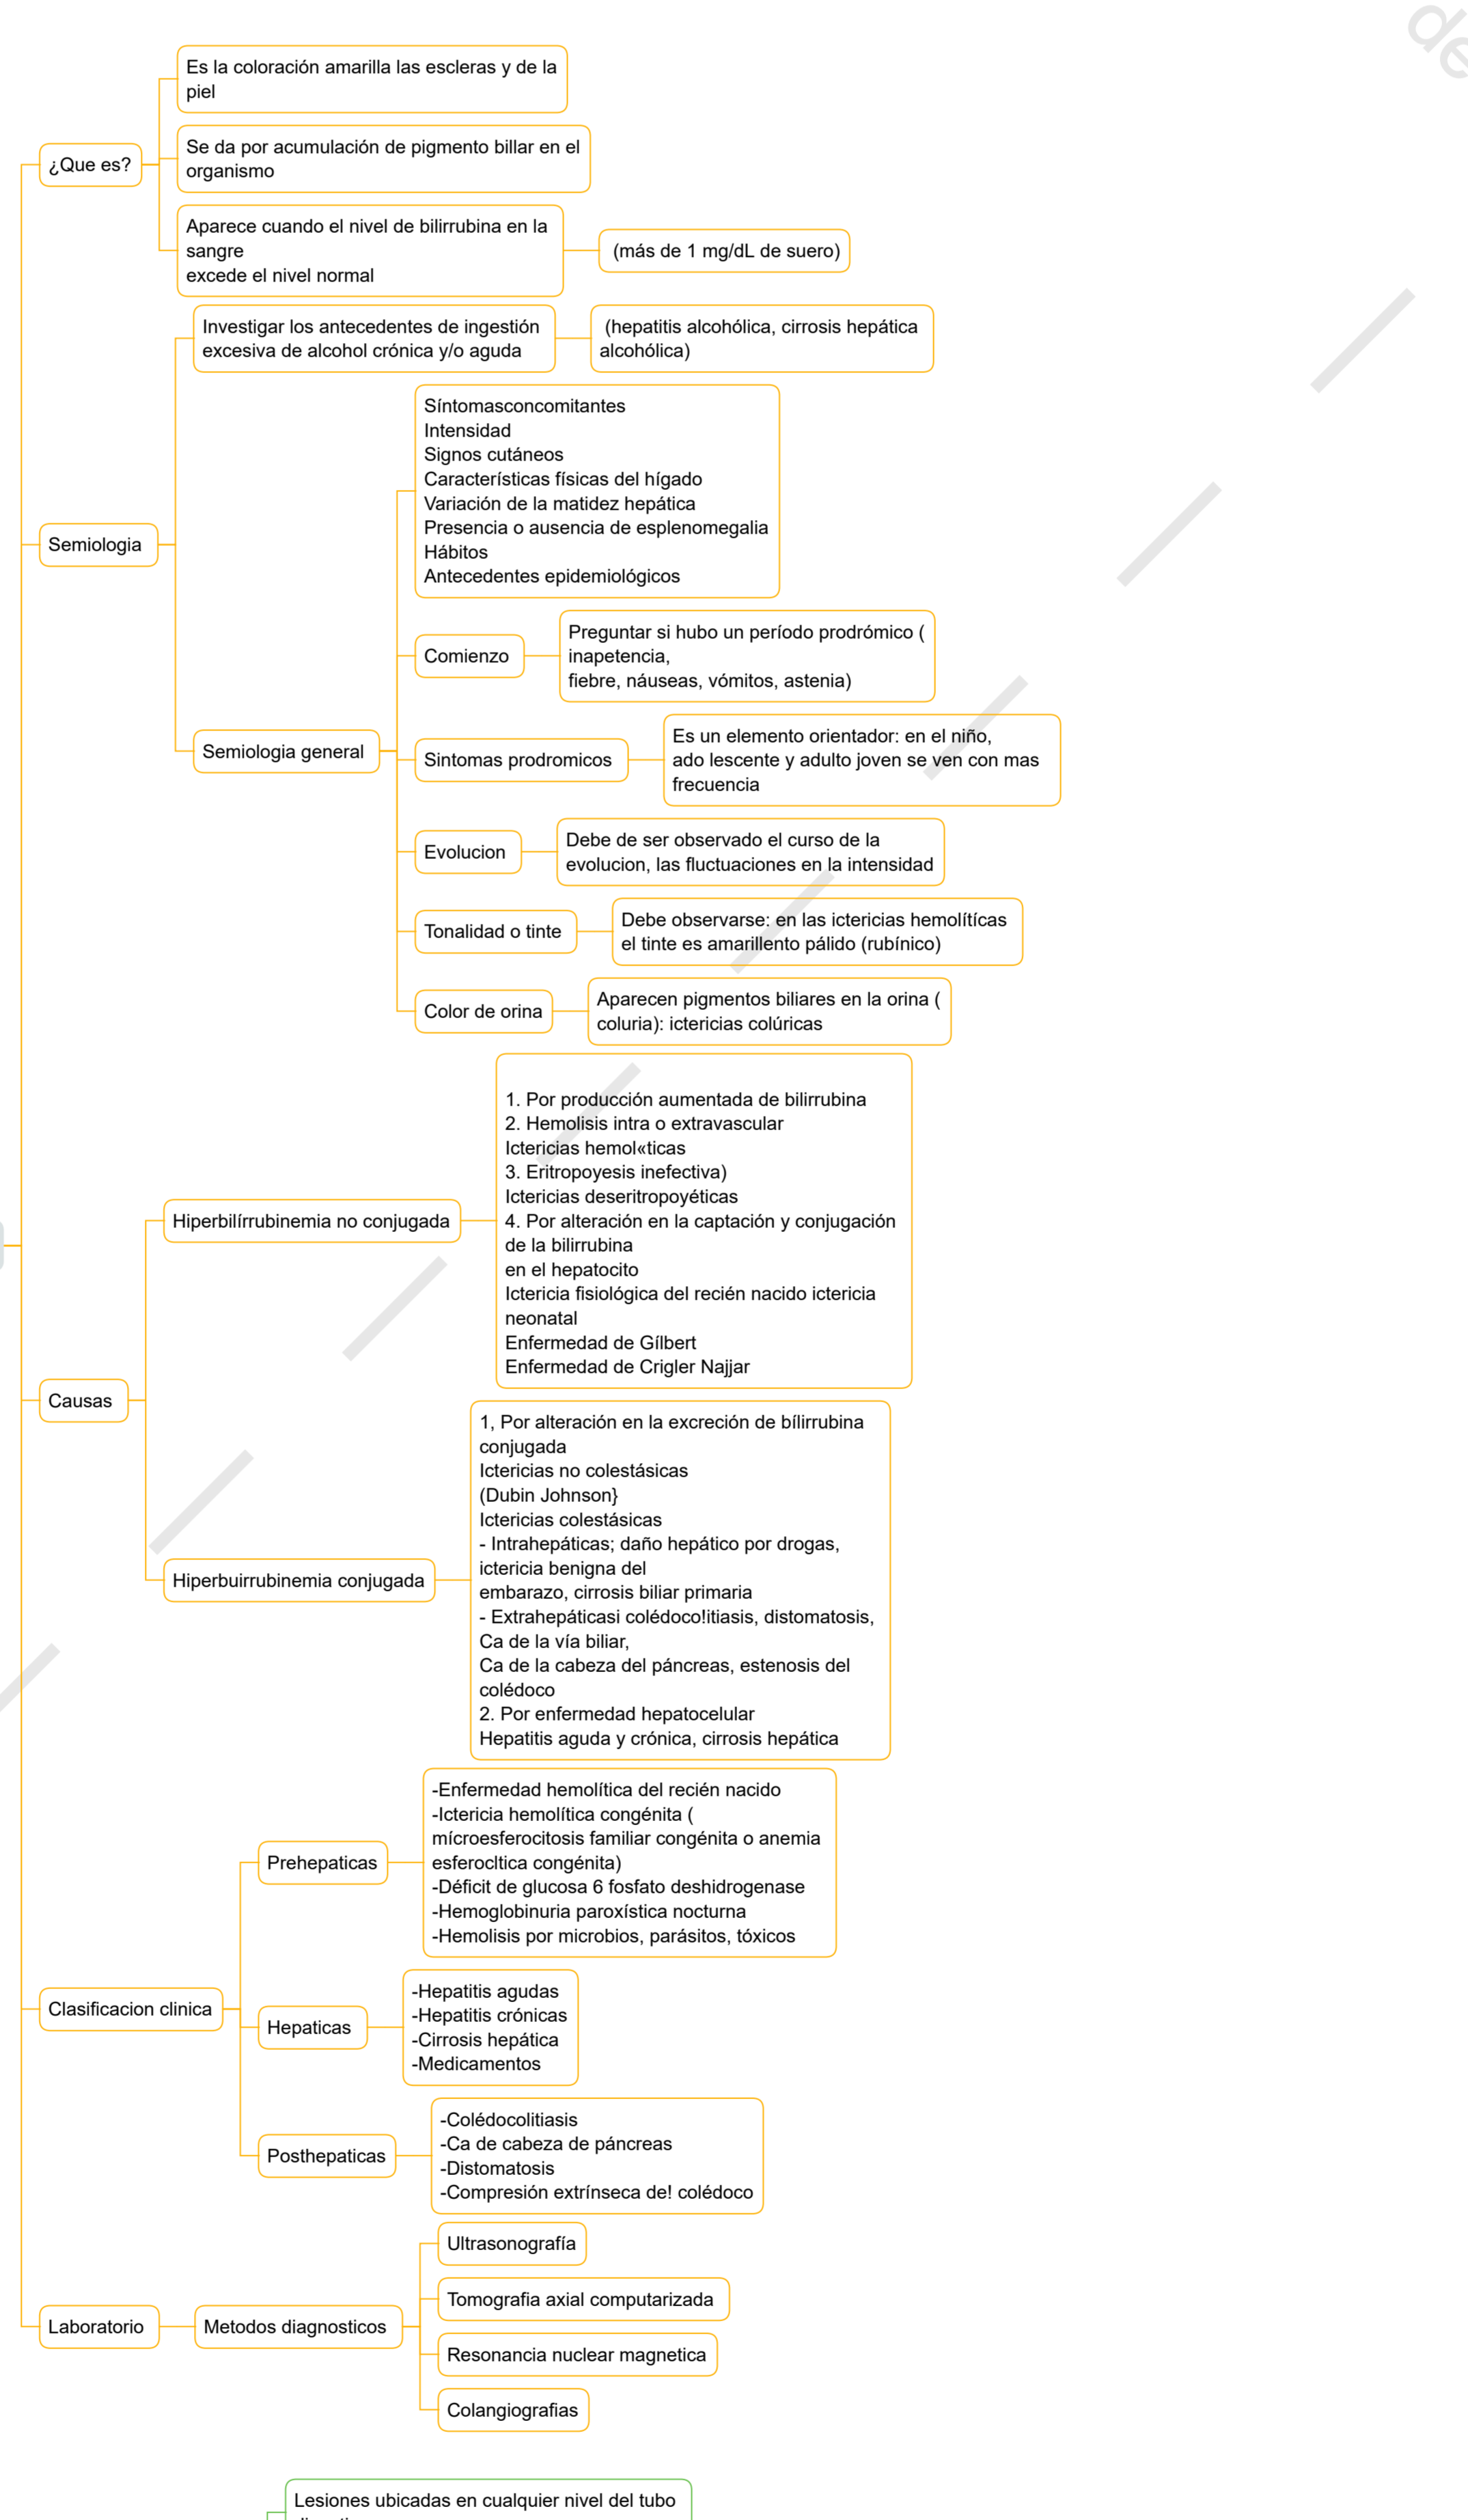 de
¿Que es?
Es la coloración amarilla las escleras y de la
piel
Se da por acumulación de pigmento billar en el
organismo
Aparece cuando el nivel de bilirrubina en la
sangre
excede el nivel normal
(más de 1 mg/dL de suero)
Semiologia
Investigar los antecedentes de ingestión
excesiva de alcohol crónica y/o aguda
(hepatitis alcohólica, cirrosis hepática
alcohólica)
Semiologia general
Síntomasconcomitantes
Intensidad
Signos cutáneos
Características físicas del hígado
Variación de la matidez hepática
Presencia o ausencia de esplenomegalia
Hábitos
Antecedentes epidemiológicos
Comienzo
Preguntar si hubo un período prodrómico (
inapetencia,
fiebre, náuseas, vómitos, astenia)
Sintomas prodromicos
Es un elemento orientador: en el niño,
ado lescente y adulto joven se ven con mas
frecuencia
Evolucion
Debe de ser observado el curso de la
evolucion, las fluctuaciones en la intensidad
Tonalidad o tinte
Debe observarse: en las ictericias hemolítícas
el tinte es amarillento pálido (rubínico)
Color de orina
Aparecen pigmentos biliares en la orina (
coluria): ictericias colúricas
Causas
Hiperbilírrubinemia no conjugada
1. Por producción aumentada de bilirrubina
2. Hemolisis intra o extravascular
Ictericias hemol«ticas
3. Eritropoyesis inefectiva)
Ictericias deseritropoyéticas
4. Por alteración en la captación y conjugación
de la bilirrubina
en el hepatocito
Ictericia fisiológica del recién nacido ictericia
neonatal
Enfermedad de Gílbert
Enfermedad de Crigler Najjar
Hiperbuirrubinemia conjugada
1, Por alteración en la excreción de bílirrubina
conjugada
Ictericias no colestásicas
(Dubin Johnson}
Ictericias colestásicas
- Intrahepáticas; daño hepático por drogas,
ictericia benigna del
embarazo, cirrosis biliar primaria
- Extrahepáticasi colédoco!itiasis, distomatosis,
Ca de la vía biliar,
Ca de la cabeza del páncreas, estenosis del
colédoco
2. Por enfermedad hepatocelular
Hepatitis aguda y crónica, cirrosis hepática
Clasificacion clinica
Prehepaticas
-Enfermedad hemolítica del recién nacido
-Ictericia hemolítica congénita (
mícroesferocitosis familiar congénita o anemia
esferocltica congénita)
-Déficit de glucosa 6 fosfato deshidrogenase
-Hemoglobinuria paroxística nocturna
-Hemolisis por microbios, parásitos, tóxicos
Hepaticas
-Hepatitis agudas
-Hepatitis crónicas
-Cirrosis hepática
-Medicamentos
Posthepaticas
-Colédocolitiasis
-Ca de cabeza de páncreas
-Distomatosis
-Compresión extrínseca de! colédoco
Laboratorio
Metodos diagnosticos
Ultrasonografía
Tomografia axial computarizada
Resonancia nuclear magnetica
Colangiografias
Lesiones ubicadas en cualquier nivel del tubo